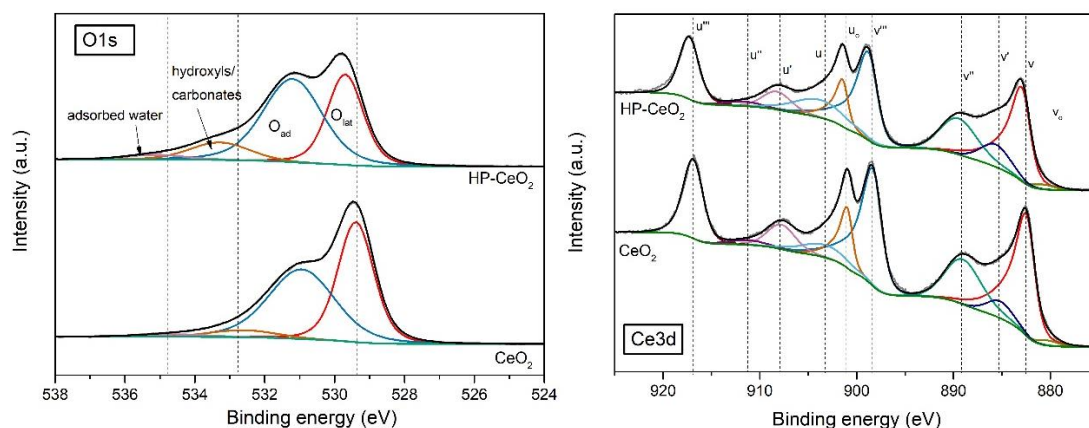 O1s
hydroxyls/
carbonates
adsorbed water
O_ad
O_lat
HP-CeO₂
CeO₂
Intensity (a.u.)
538 536 534 532 530 528 526 524
Binding energy (eV)
u'''
u''
u'
u
u₀
v'''
v''
v'
v
v₀
HP-CeO₂
CeO₂
Ce3d
Intensity (a.u.)
920 910 900 890 880
Binding energy (eV)